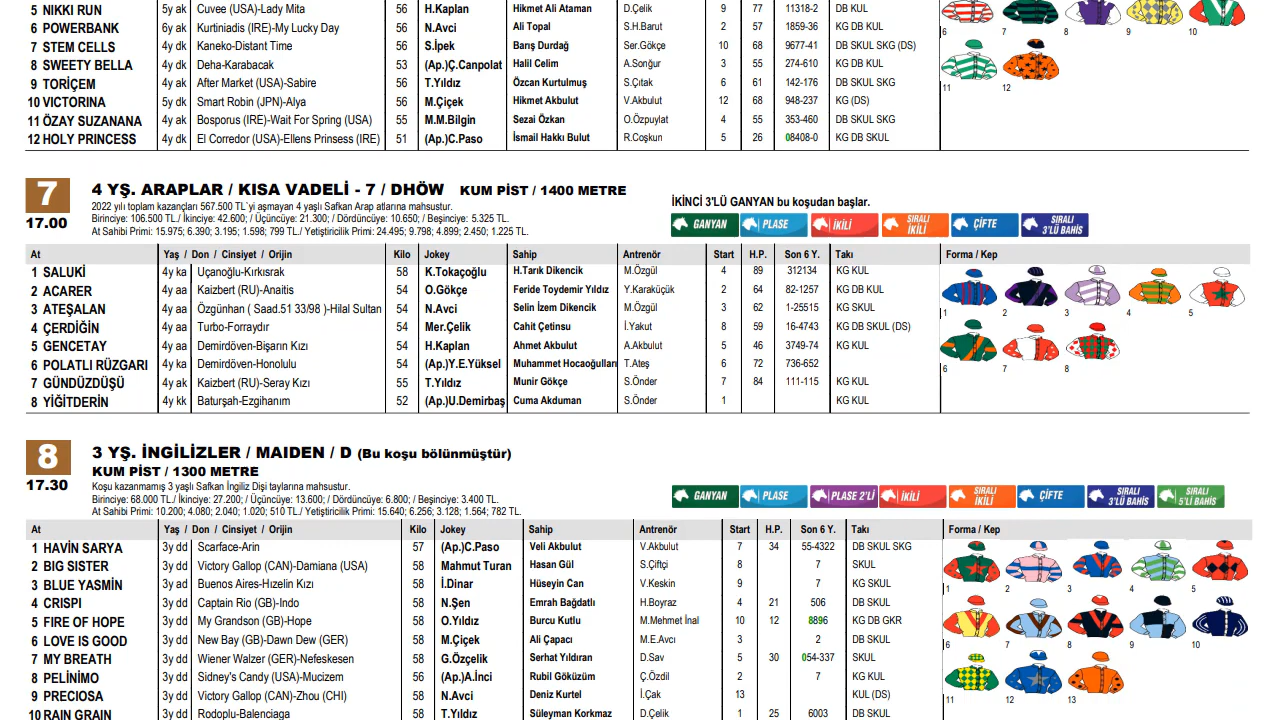 5 NIKKI RUN 5y ak Cuvee (USA)-Lady Mita 56 H.Kaplan Hikmet Ali Ataman D.Çelik 9 77 11318-2 DB KUL
6 POWERBANK 6y ak Kurtiniadis (IRE)-My Lucky Day 56 N.Avci Ali Topal S.H.Barut 2 57 1859-36 KG DB KUL
7 STEM CELLS 4y dk Kaneko-Distant Time 56 S.İpek Barış Durdağ Ser.Gökçe 10 68 9677-41 DB SKUL SKG (DS)
8 SWEETY BELLA 4y dk Deha-Karabacak 53 (Ap.)Ç.Canpolat Halil Celim A.Songür 3 55 274-610 KG DB KUL
9 TORİÇEM 4y ak After Market (USA)-Sabire 56 T.Yıldız Özcan Kurtulmuş S.Çıtak 6 61 142-176 DB SKUL SKG
10 VICTORINA 5y dk Smart Robin (JPN)-Alya 56 M.Çiçek Hikmet Akbulut V.Akbulut 12 68 948-237 KG (DS)
11 ÖZAY SUZANANA 4y ak Bosporus (IRE)-Wait For Spring (USA) 55 M.M.Bilgin Sezai Özkan O.Özpuylat 4 55 353-460 DB SKUL SKG
12 HOLY PRINCESS 4y dk El Corredor (USA)-Ellens Prinsess (IRE) 51 (Ap.)C.Paso İsmail Hakkı Bulut R.Coşkun 5 26 08408-0 KG DB SKUL
6 7 8 9 10
11 12
7
17.00
4 YŞ. ARAPLAR / KISA VADELİ - 7 / DHÖW KUM PİST / 1400 METRE
2022 yılı toplam kazançları 567.500 TL'yi aşmayan 4 yaşlı Safkan Arap atlarına mahsustur.
Birinciye: 106.500 TL./ İkinciye: 42.600; / Üçüncüye: 21.300; / Dördüncüye: 10.650; / Beşinciye: 5.325 TL.
At Sahibi Primi: 15.975; 6.390; 3.195; 1.598; 799 TL./ Yetiştiricilik Primi: 24.495; 9.798; 4.899; 2.450; 1.225 TL.
İKİNCİ 3'LÜ GANYAN bu koşudan başlar.
GANYAN PLASE İKİLİ SIRALI İKİLİ ÇİFTE SIRALI 3'LÜ BAHİS
At Yaş / Don / Cinsiyet / Orijin Kilo Jokey Sahip Antrenör Start H.P. Son 6 Y. Takı Forma / Kep
1 SALUKİ 4y ka Uçanoğlu-Kırkısrak 58 K.Tokaçoğlu H.Tarık Dikencik M.Özgül 4 89 312134 KG KUL
2 ACARER 4y ka Kaizbert (RU)-Anaitis 54 O.Gökçe Feride Toydemir Yıldız Y.Karaküçük 2 64 82-1257 KG DB KUL
3 ATEŞALAN 4y aa Özgünhan ( Saad.51 33/98 )-Hilal Sultan 54 N.Avci Selin İzem Dikencik M.Özgül 3 62 1-25515 KG SKUL
4 ÇERDİĞİN 4y aa Turbo-Forraydır 54 Mer.Çelik Cahit Çetinsu İ.Yakut 8 59 16-4743 KG DB SKUL (DS)
5 GENCETAY 4y aa Demirdöven-Bişarın Kızı 54 H.Kaplan Ahmet Akbulut A.Akbulut 5 46 3749-74 KG KUL
6 POLATLI RÜZGARI 4y ka Demirdöven-Honolulu 54 (Ap.)Y.E.Yüksel Muhammet Hocaoğulları T.Ateş 6 72 736-652
7 GÜNDÜZDÜŞÜ 4y ak Kaizbert (RU)-Seray Kızı 55 T.Yıldız Munir Gökçe S.Önder 7 84 111-115 KG KUL
8 YİĞİTDERİN 4y kk Baturşah-Ezgihanım 52 (Ap.)U.Demirbaş Cuma Akduman S.Önder 1 KG KUL
1 2 3 4 5
6 7 8
8
17.30
3 YŞ. İNGİLİZLER / MAIDEN / D (Bu koşu bölünmüştür)
KUM PİST / 1300 METRE
Koşu kazanmamış 3 yaşlı Safkan İngiliz Dişi taylarına mahsustur.
Birinciye: 68.000 TL./ İkinciye: 27.200; / Üçüncüye: 13.600; / Dördüncüye: 6.800; / Beşinciye: 3.400 TL.
At Sahibi Primi: 10.200; 4.080; 2.040; 1.020; 510 TL./ Yetiştiricilik Primi: 15.640; 6.256; 3.128; 1.564; 782 TL.
GANYAN PLASE PLASE 2'Lİ İKİLİ SIRALI İKİLİ ÇİFTE SIRALI 3'LÜ BAHİS SIRALI 5'Lİ BAHİS
At Yaş / Don / Cinsiyet / Orijin Kilo Jokey Sahip Antrenör Start H.P. Son 6 Y. Takı Forma / Kep
1 HAVİN SARYA 3y dd Scarface-Arin 57 (Ap.)C.Paso Veli Akbulut V.Akbulut 7 34 55-4322 DB SKUL SKG
2 BIG SISTER 3y dd Victory Gallop (CAN)-Damiana (USA) 58 Mahmut Turan Hasan Gül S.Çiftçi 8 7 SKUL
3 BLUE YASMİN 3y ad Buenos Aires-Hızelin Kızı 58 İ.Dinar Hüseyin Can V.Keskin 9 7 KG SKUL
4 CRISPI 3y dd Captain Rio (GB)-Indo 58 N.Şen Emrah Bağdatlı H.Boyraz 4 21 506 DB SKUL
5 FIRE OF HOPE 3y dd My Grandson (GB)-Hope 58 O.Yıldız Burcu Kutlu M.Mehmet İnal 10 12 8896 KG DB GKR
6 LOVE IS GOOD 3y dd New Bay (GB)-Dawn Dew (GER) 58 M.Çiçek Ali Çapacı M.E.Avcı 3 2 DB SKUL
7 MY BREATH 3y dd Wiener Walzer (GER)-Nefeskesen 58 G.Özçelik Serhat Yıldıran D.Sav 5 30 054-337 SKUL
8 PELİNİMO 3y dd Sidney's Candy (USA)-Mucizem 56 (Ap)A.İnci Rubil Göküzüm Ç.Özdil 2 7 KG KUL
9 PRECIOSA 3y dd Victory Gallop (CAN)-Zhou (CHI) 58 N.Avci Deniz Kurtel İ.Çak 13 KUL (DS)
10 RAIN GRAIN 3y dd Rodoplu-Balenciaga 58 T.Yıldız Süleyman Korkmaz D.Çelik 1 25 6003 DB SKUL
1 2 3 4 5
6 7 8 9 10
11 12 13